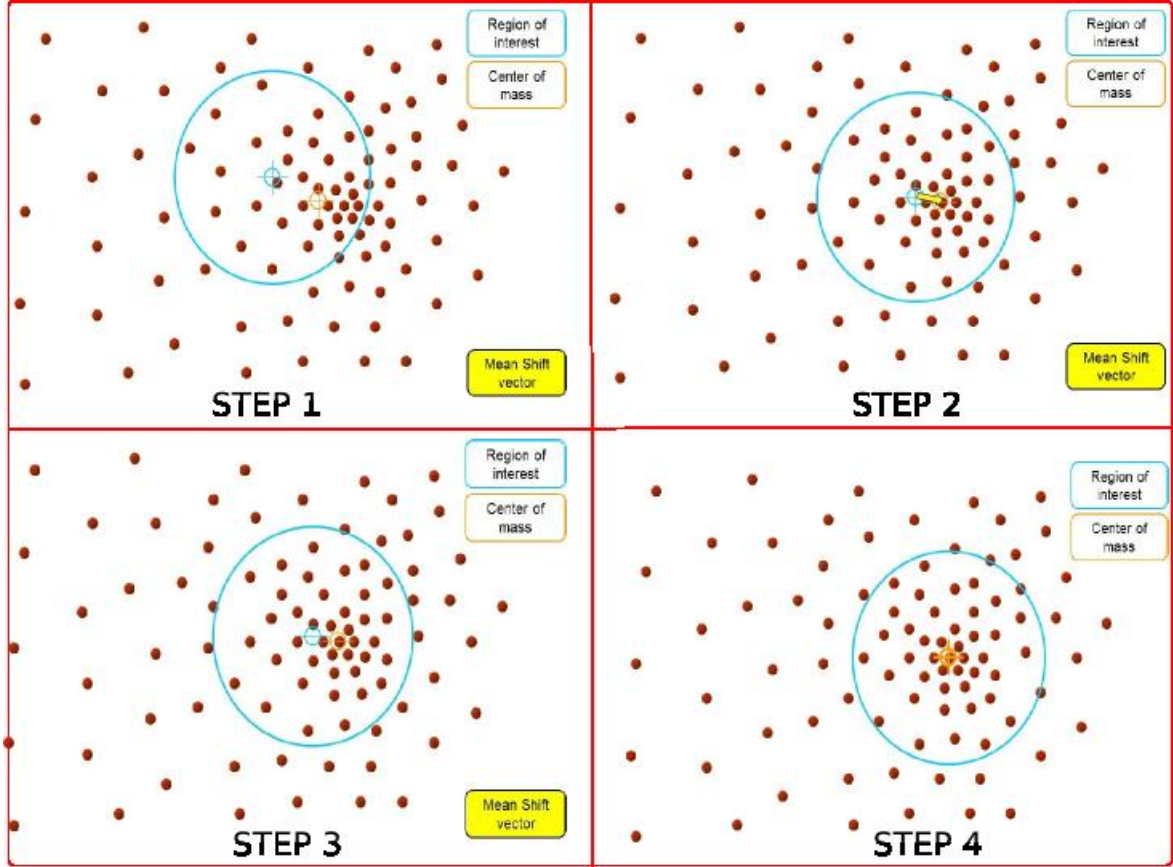 Region of
interest
Center of
mass
Mean Shift
vector
STEP 1
Region of
interest
Center of
mass
Mean Shift
vector
STEP 2
Region of
interest
Center of
mass
Mean Shift
vector
STEP 3
Region of
interest
Center of
mass
STEP 4